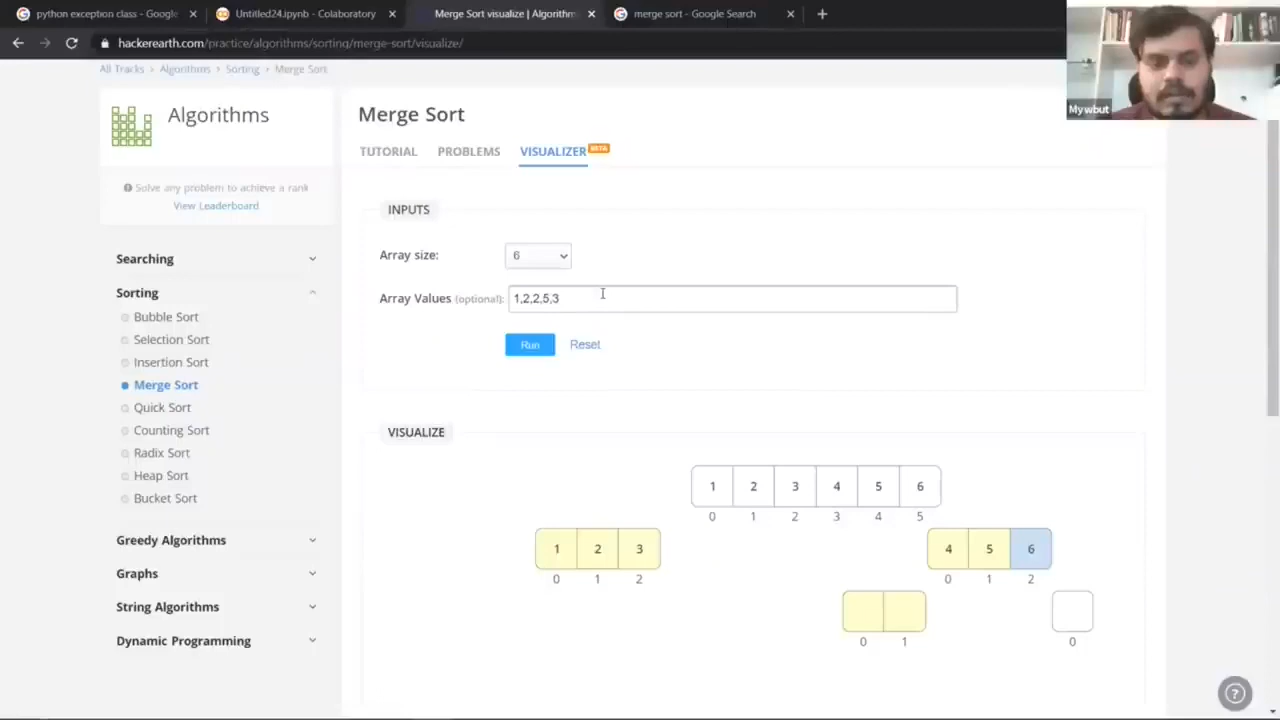 python exception class - Google
Untitled24.ipynb - Colaboratory
Merge Sort visualize | Algorithm
merge sort - Google Search
hackerearth.com/practice/algorithms/sorting/merge-sort/visualize/
Mywbut
All Tracks > Algorithms > Sorting > Merge Sort
Algorithms
Solve any problem to achieve a rank
View Leaderboard
Searching
Sorting
Bubble Sort
Selection Sort
Insertion Sort
Merge Sort
Quick Sort
Counting Sort
Radix Sort
Heap Sort
Bucket Sort
Greedy Algorithms
Graphs
String Algorithms
Dynamic Programming
Merge Sort
TUTORIAL PROBLEMS VISUALIZER BETA
INPUTS
Array size: 6
Array Values (optional): 1,2,2,5,3
Run Reset
VISUALIZE
1 2 3 4 5 6
0 1 2 3 4 5
1 2 3 4 5 6
0 1 2 0 1 2
0 1 0
?